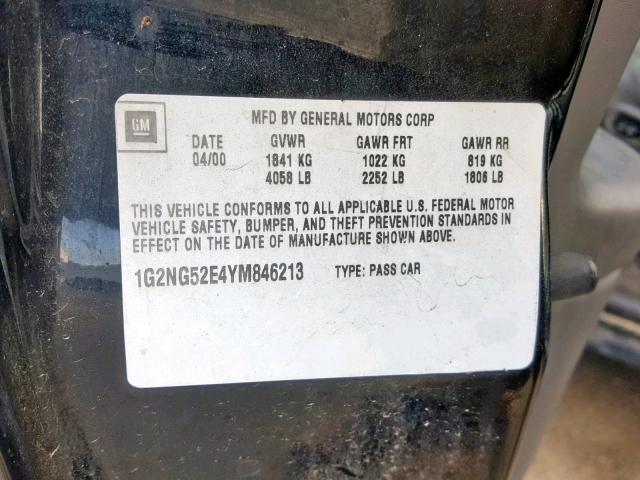 GM
MFD BY GENERAL MOTORS CORP
DATE GVWR GAWR FRT GAWR RR
04/00 1841 KG 1022 KG 819 KG
4058 LB 2252 LB 1806 LB
THIS VEHICLE CONFORMS TO ALL APPLICABLE U.S. FEDERAL MOTOR
VEHICLE SAFETY, BUMPER, AND THEFT PREVENTION STANDARDS IN
EFFECT ON THE DATE OF MANUFACTURE SHOWN ABOVE.
1G2NG52E4YM846213 TYPE: PASS CAR